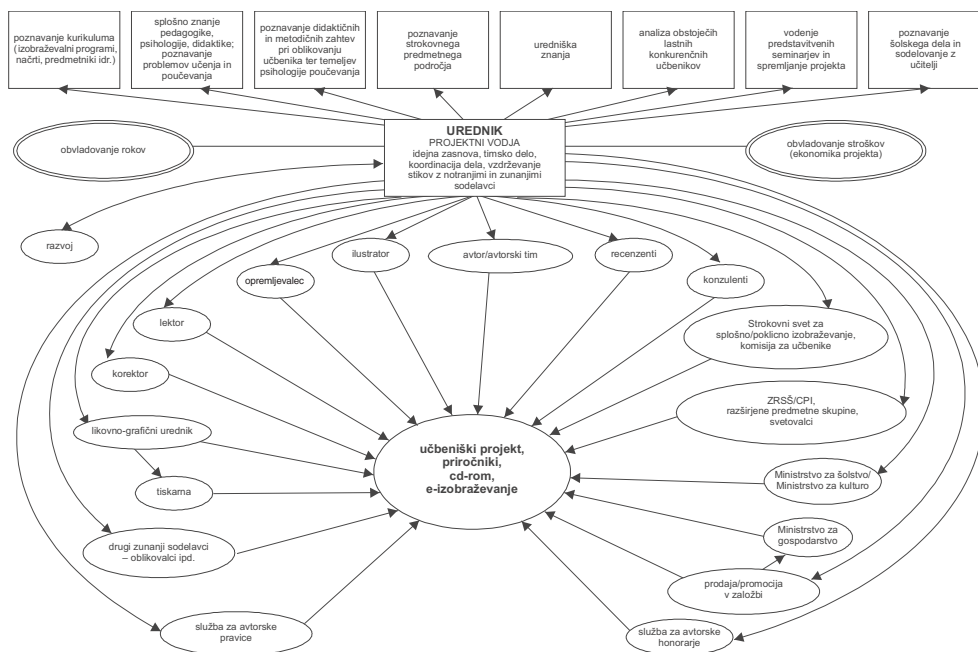 poznavanje kurikuluma
(izobraževalni programi,
načrti, predmetniki idr.)
splošno znanje
pedagogike,
psihologije, didaktike;
poznavanje
problemov učenja in
poučevanja
poznavanje didaktičnih
in metodičnih zahtev
pri oblikovanju
učbenika ter temeljev
psihologije poučevanja
poznavanje
strokovnega
predmetnega
področja
uredniška
znanja
analiza obstoječih
lastnih
konkurenčnih
učbenikov
vodenje
predstavitvenih
seminarjev in
spremljanje projekta
poznavanje
šolskega dela in
sodelovanje z
učitelji
obvladovanje rokov
UREDNIK
PROJEKTNI VODJA
idejna zasnova, timsko delo,
koordinacija dela, vzdrževanje
stikov z notranjimi in zunanjimi
sodelavci
obvladovanje stroškov
(ekonomika projekta)
razvoj
ilustrator
avtor/avtorski tim
recenzenti
opremljevalec
konzulenti
lektor
Strokovni svet za
splošno/poklicno izobraževanje,
komisija za učbenike
korektor
ZRSŠ/CPI,
razširjene predmetne skupine,
svetovalci
likovno-grafični urednik
učbeniški projekt,
priročniki,
cd-rom,
e-izobraževanje
tiskarna
Ministrstvo za šolstvo/
Ministrstvo za kulturo
drugi zunanji sodelavci
– oblikovalci ipd.
Ministrstvo za
gospodarstvo
prodaja/promocija
v založbi
služba za avtorske
pravice
služba za avtorske
honorarje